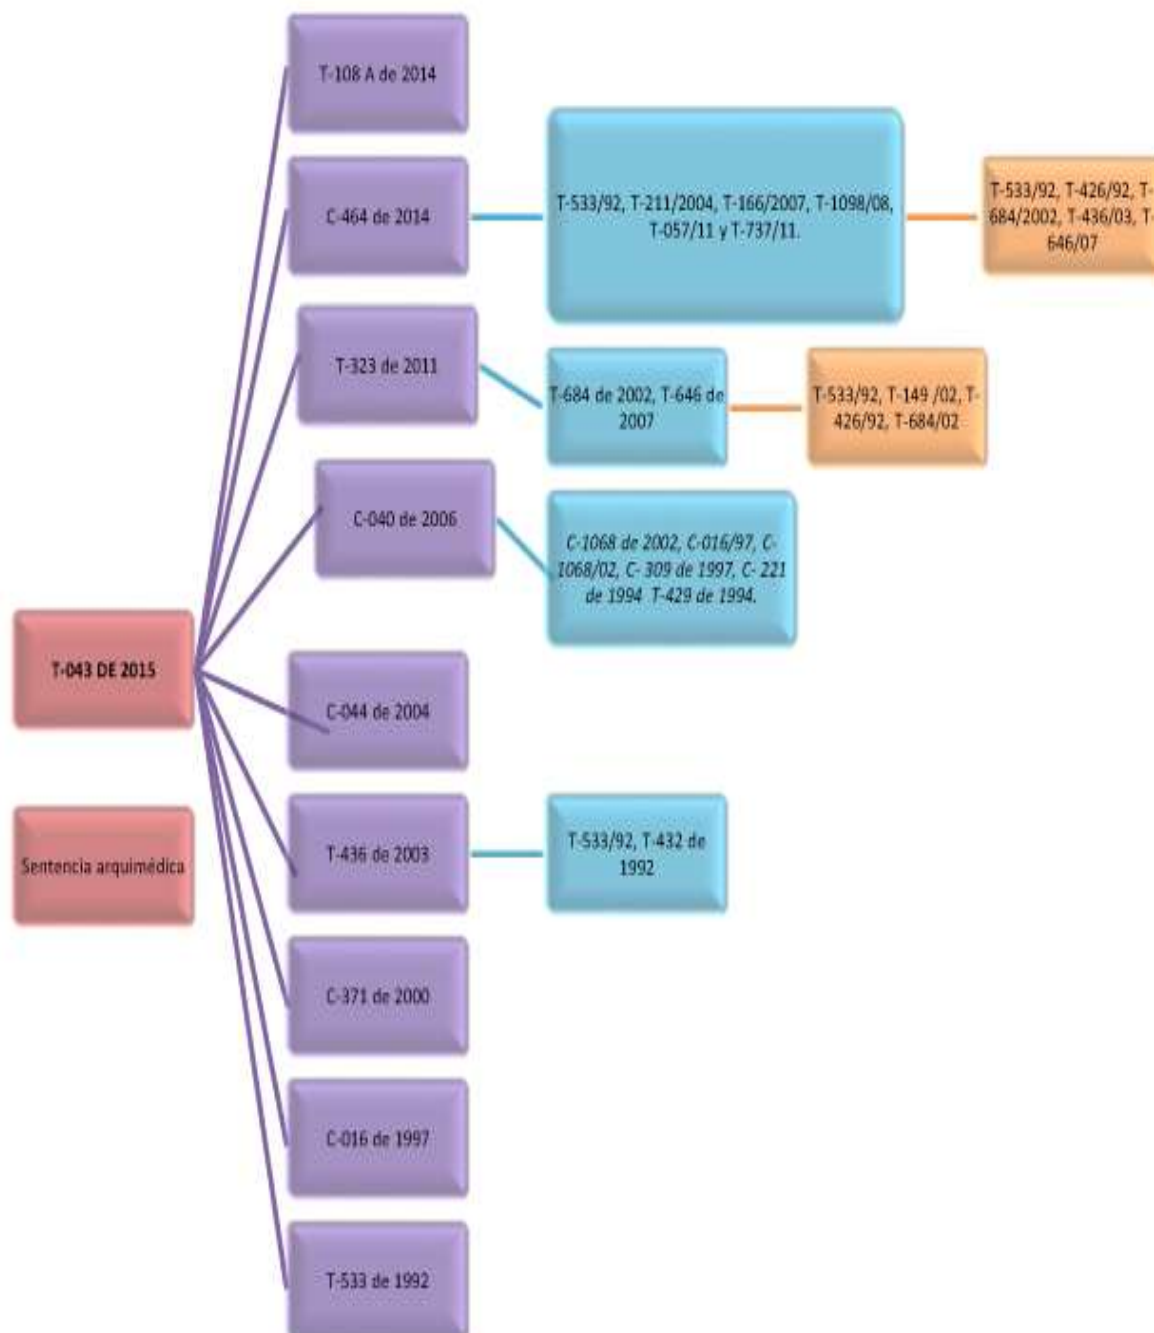 T-108 A de 2014
C-464 de 2014
T-533/92, T-211/2004, T-166/2007, T-1098/08,
T-057/11 y T-737/11.
T-533/92, T-426/92, T-
684/2002, T-436/03, T-
646/07
T-323 de 2011
T-684 de 2002, T-646 de
2007
T-533/92, T-149 /02, T-
426/92, T-684/02
C-040 de 2006
C-1068 de 2002, C-016/97, C-
1068/02, C- 309 de 1997, C- 221
de 1994 T-429 de 1994.
T-043 DE 2015
Sentencia arquimédica
C-044 de 2004
T-436 de 2003
T-533/92, T-432 de
1992
C-371 de 2000
C-016 de 1997
T-533 de 1992